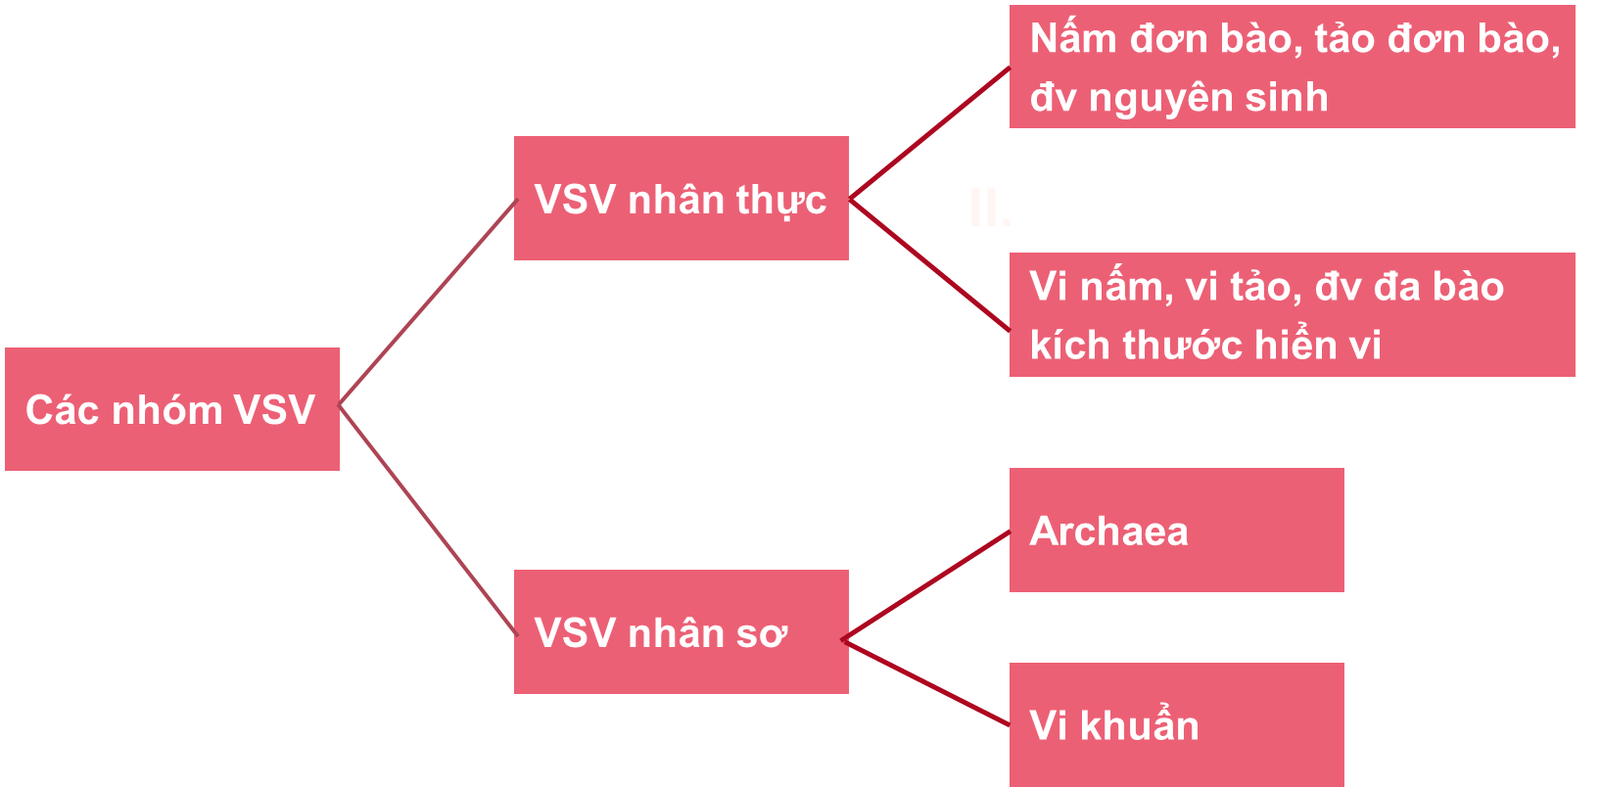 Nấm đơn bào, tảo đơn bào,
đv nguyên sinh
VSV nhân thực
II.
Vi nấm, vi tảo, đv đa bào
kích thước hiển vi
Các nhóm VSV
Archaea
VSV nhân sơ
Vi khuẩn